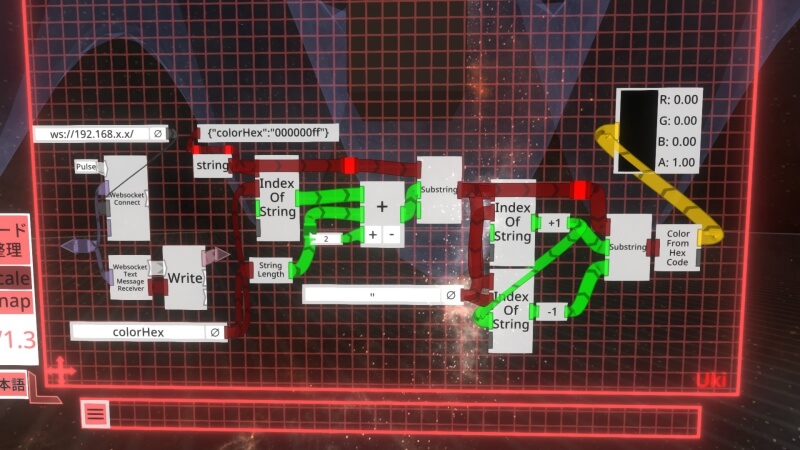 ws://192.168.x.x/ ∅
{"colorHex":"000000ff"}
R: 0.00
G: 0.00
B: 0.00
A: 1.00
Pulse
string
Websocket
Connect
Index
Of
String
+
+ -
2
Substring
Index
Of
String
+1
Substring
Color
From
Hex
Code
Websocket
Text
Message
Receiver
Write
String
Length
" ∅
Index
Of
String
-1
colorHex ∅
ード
整理
cale
nap
1.3
本語
Uki